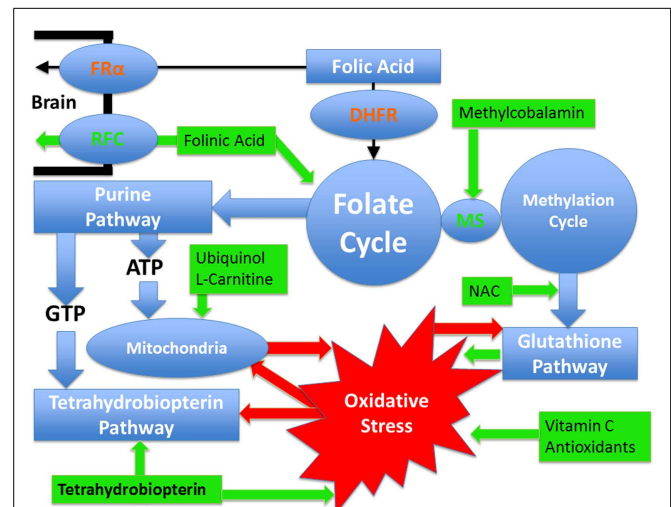 FRα
Folic Acid
Brain
DHFR
RFC
Folinic Acid
Methylcobalamin
Purine
Pathway
Folate
Cycle
MS
Methylation
Cycle
ATP
Ubiquinol
L-Carnitine
GTP
NAC
Mitochondria
Glutathione
Pathway
Oxidative
Stress
Tetrahydrobiopterin
Pathway
Vitamin C
Antioxidants
Tetrahydrobiopterin